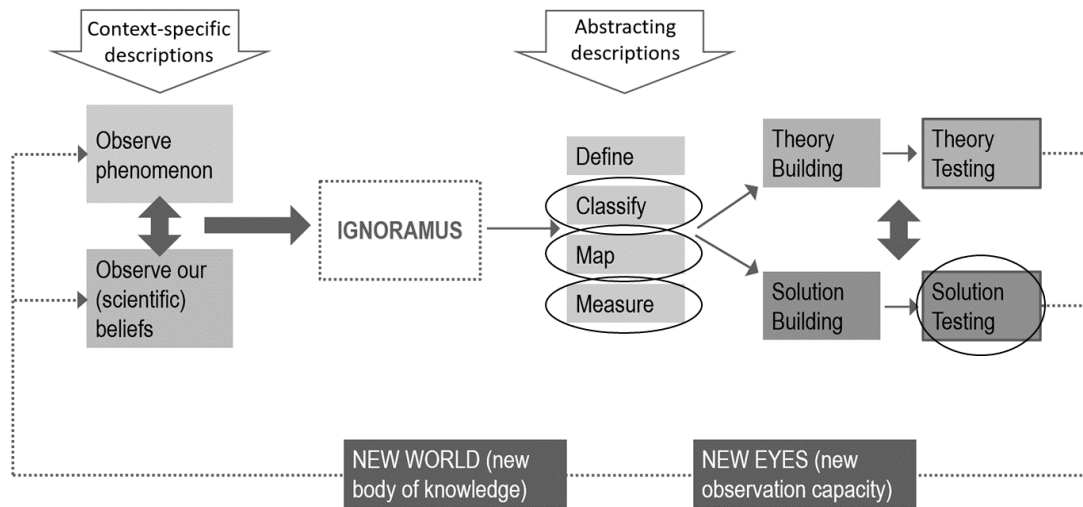 Context-specific
descriptions
Abstracting
descriptions
Observe
phenomenon
Observe our
(scientific)
beliefs
IGNORAMUS
Define
Classify
Map
Measure
Theory
Building
Theory
Testing
Solution
Building
Solution
Testing
NEW WORLD (new
body of knowledge)
NEW EYES (new
observation capacity)